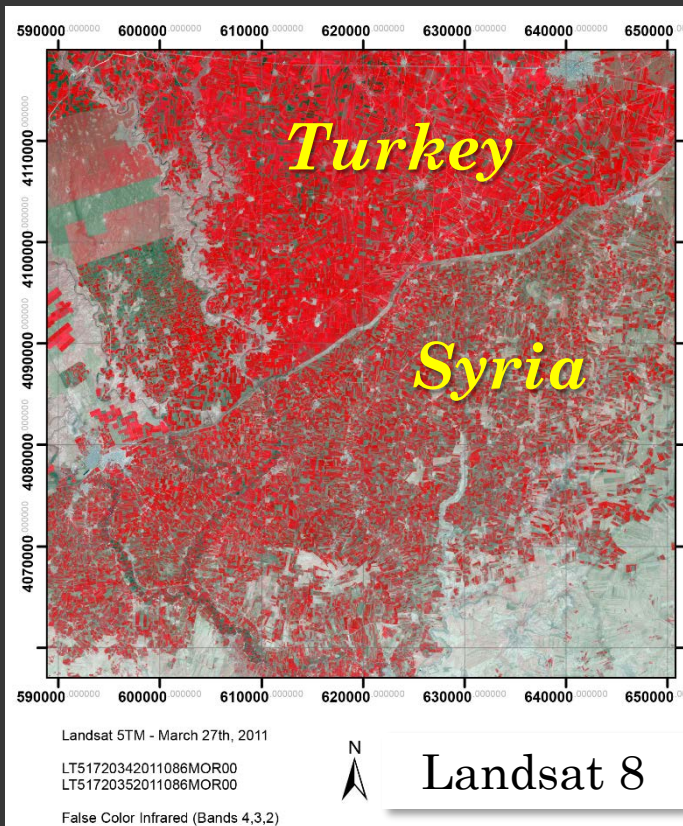 590000.000000 600000.000000 610000.000000 620000.000000 630000.000000 640000.000000 650000.000000
4110000.000000
Turkey
4100000.000000
4090000.000000
Syria
4080000.000000
4070000.000000
590000.000000 600000.000000 610000.000000 620000.000000 630000.000000 640000.000000 650000.000000
Landsat 5TM - March 27th, 2011
LT51720342011086MOR00
LT51720352011086MOR00
False Color Infrared (Bands 4,3,2)
N
Landsat 8